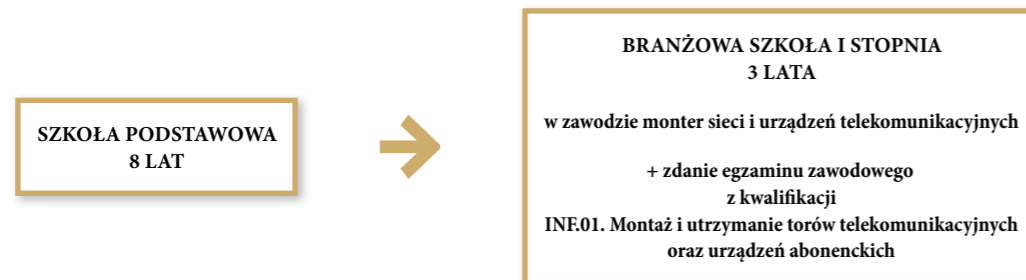 SZKOŁA PODSTAWOWA
8 LAT
BRANŻOWA SZKOŁA I STOPNIA
3 LATA
w zawodzie monter sieci i urządzeń telekomunikacyjnych
+ zdanie egzaminu zawodowego
z kwalifikacji
INF.01. Montaż i utrzymanie torów telekomunikacyjnych
oraz urządzeń abonenckich